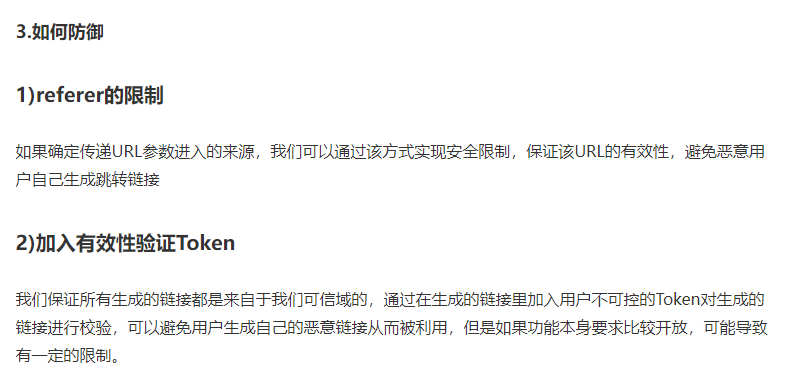 3.如何防御
1)referer的限制
如果确定传递URL参数进入的来源，我们可以通过该方式实现安全限制，保证该URL的有效性，避免恶意用
户自己生成跳转链接
2)加入有效性验证Token
我们保证所有生成的链接都是来自于我们可信域的，通过在生成的链接里加入用户不可控的Token对生成的
链接进行校验，可以避免用户生成自己的恶意链接从而被利用，但是如果功能本身要求比较开放，可能导致
有一定的限制。